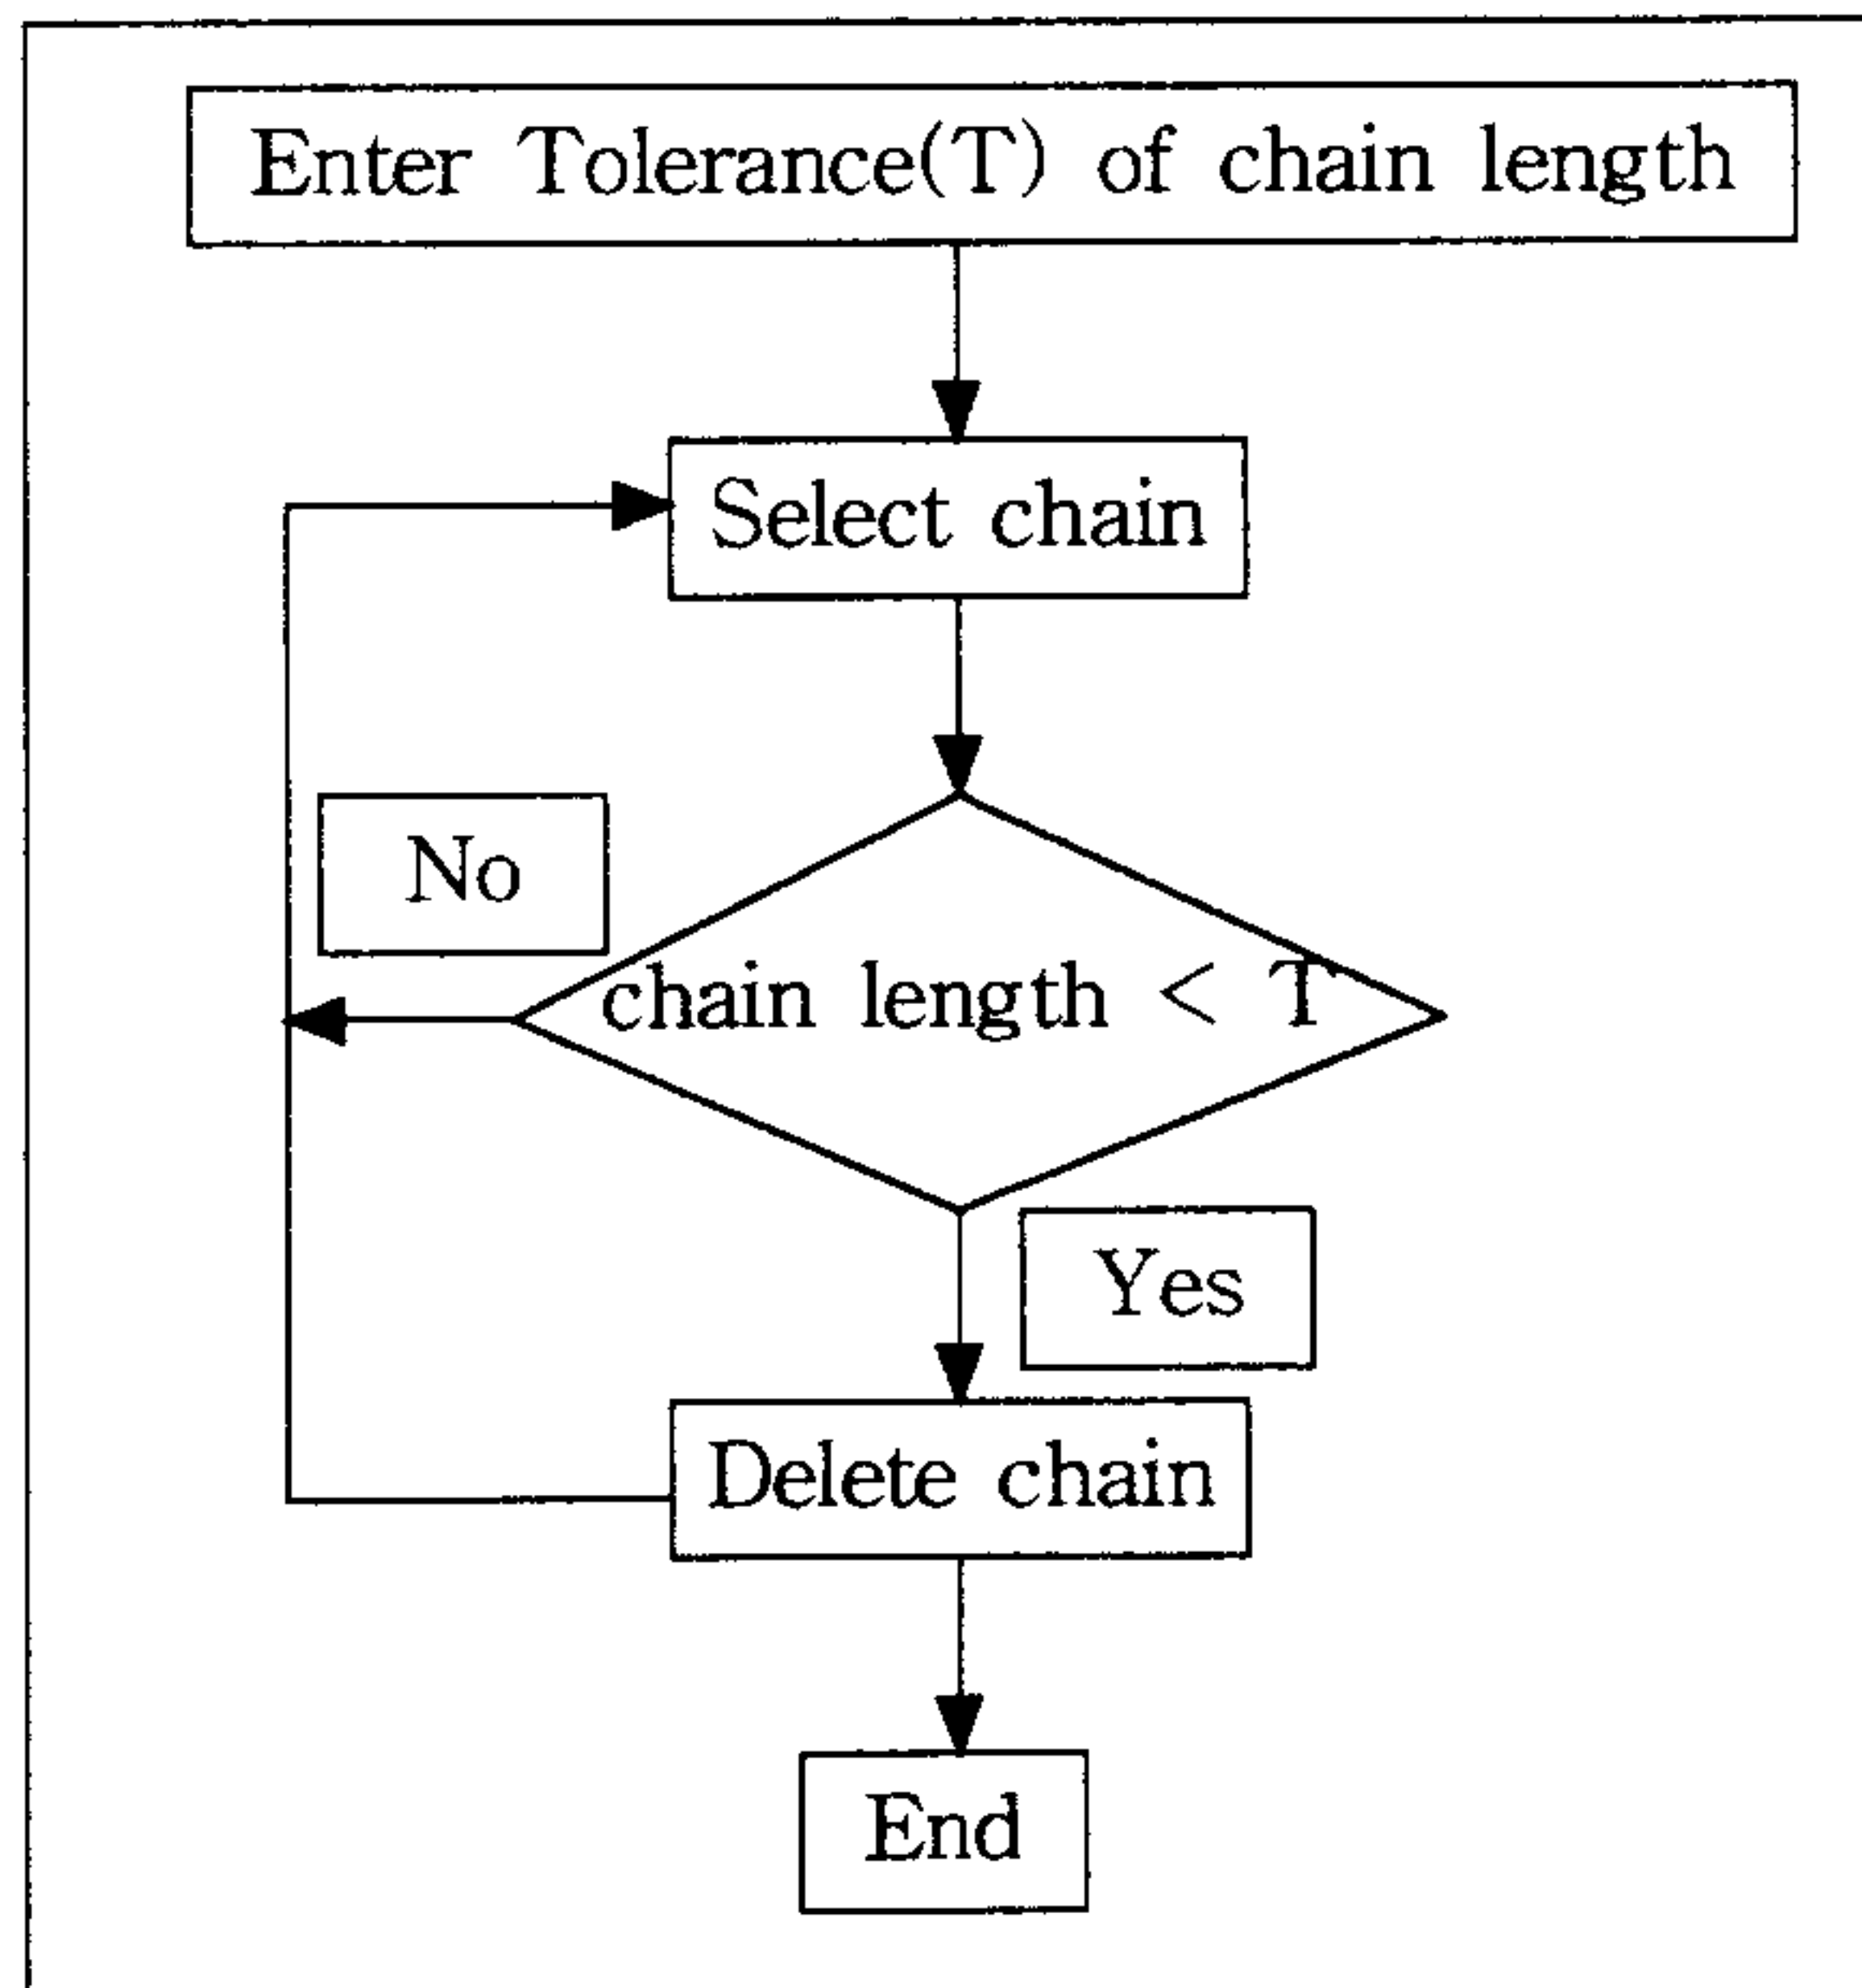 Enter Tolerance(T) of chain length
Select chain
No
chain length < T
Yes
Delete chain
End